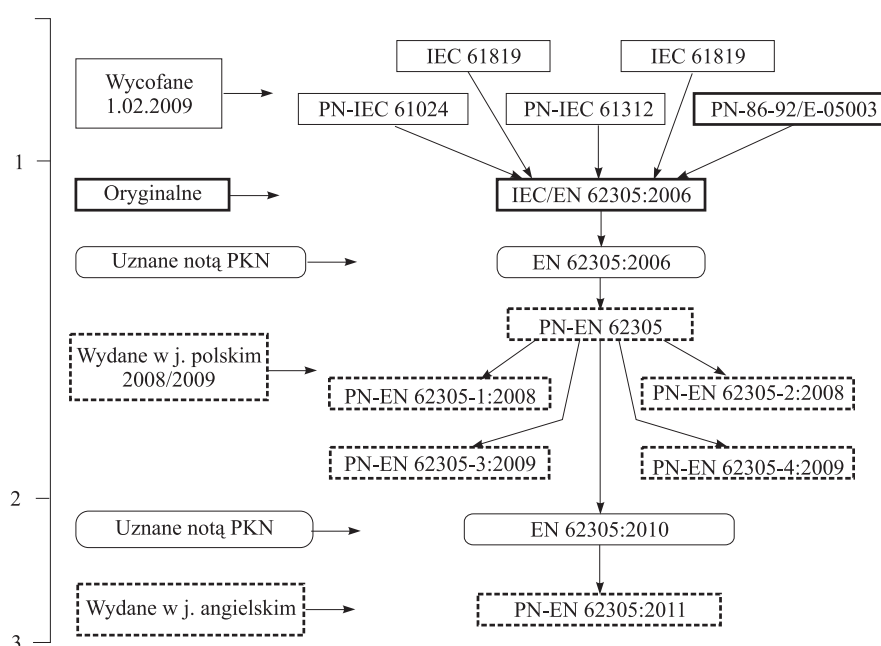 IEC 61819
IEC 61819
Wycofane
1.02.2009
PN-IEC 61024
PN-IEC 61312
PN-86-92/E-05003
1
Oryginalne
IEC/EN 62305:2006
Uznane notą PKN
EN 62305:2006
PN-EN 62305
Wydane w j. polskim
2008/2009
PN-EN 62305-1:2008
PN-EN 62305-2:2008
PN-EN 62305-3:2009
PN-EN 62305-4:2009
2
Uznane notą PKN
EN 62305:2010
Wydane w j. angielskim
PN-EN 62305:2011
3